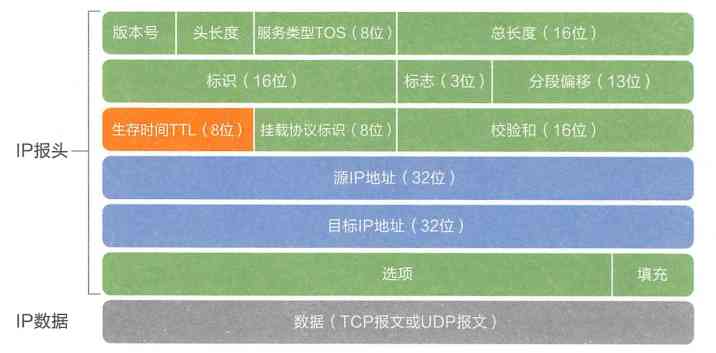 版本号 头长度 服务类型TOS（8位） 总长度（16位）
标识（16位） 标志（3位） 分段偏移（13位）
生存时间TTL（8位） 挂载协议标识（8位） 校验和（16位）
IP报头
源IP地址（32位）
目标IP地址（32位）
选项 填充
IP数据 数据（TCP报文或UDP报文）